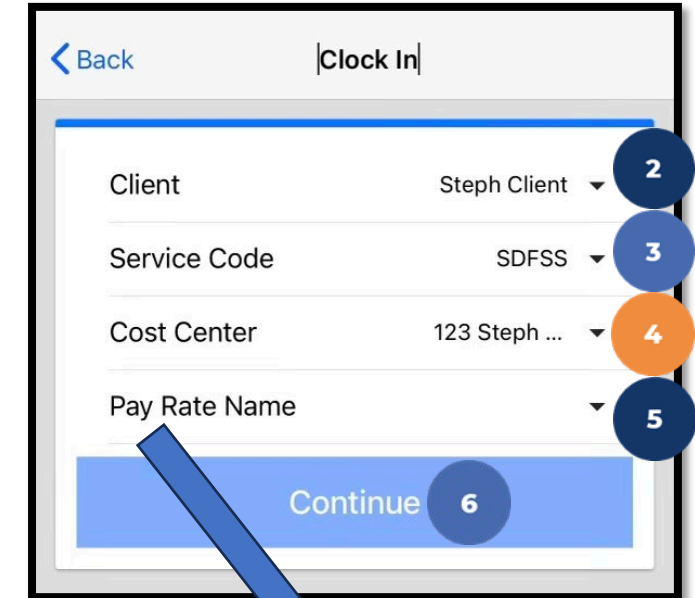 Back Clock In
Client Steph Client 2
Service Code SDFSS 3
Cost Center 123 Steph ... 4
Pay Rate Name 5
Continue 6